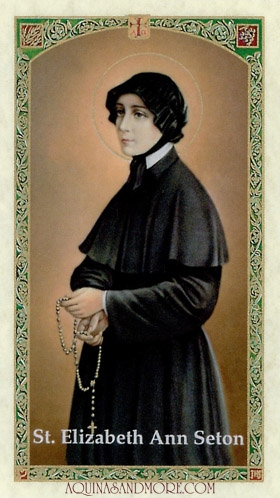 St. Elizabeth Ann Seton
AQUINASANDMORE.COM